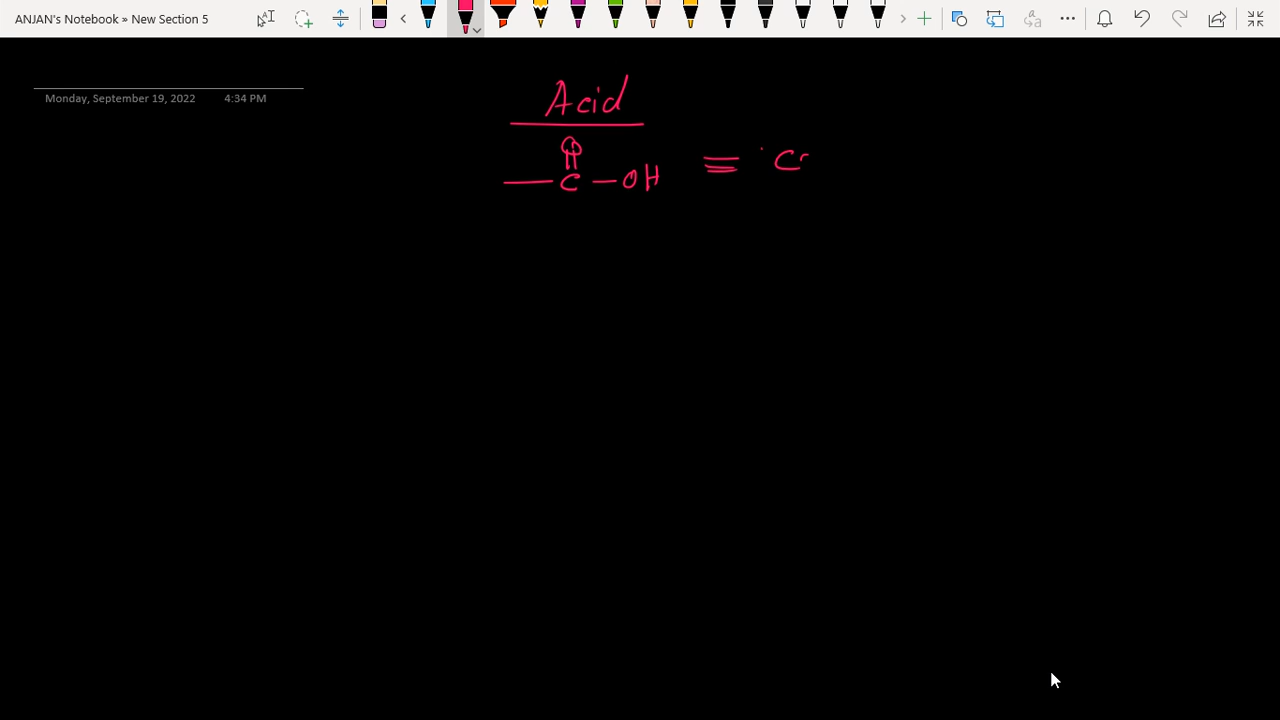 ANJAN's Notebook » New Section 5
Monday, September 19, 2022 4:34 PM
Acid
O
— C — OH ≡ C